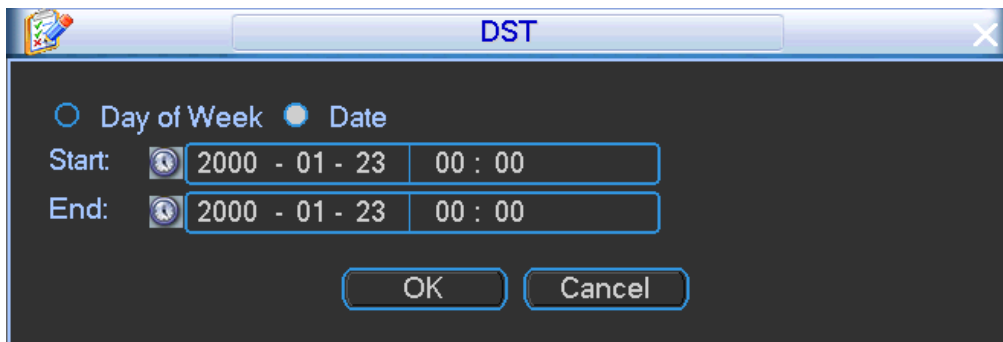 DST
Day of Week Date
Start: 2000 - 01 - 23 00 : 00
End: 2000 - 01 - 23 00 : 00
OK Cancel